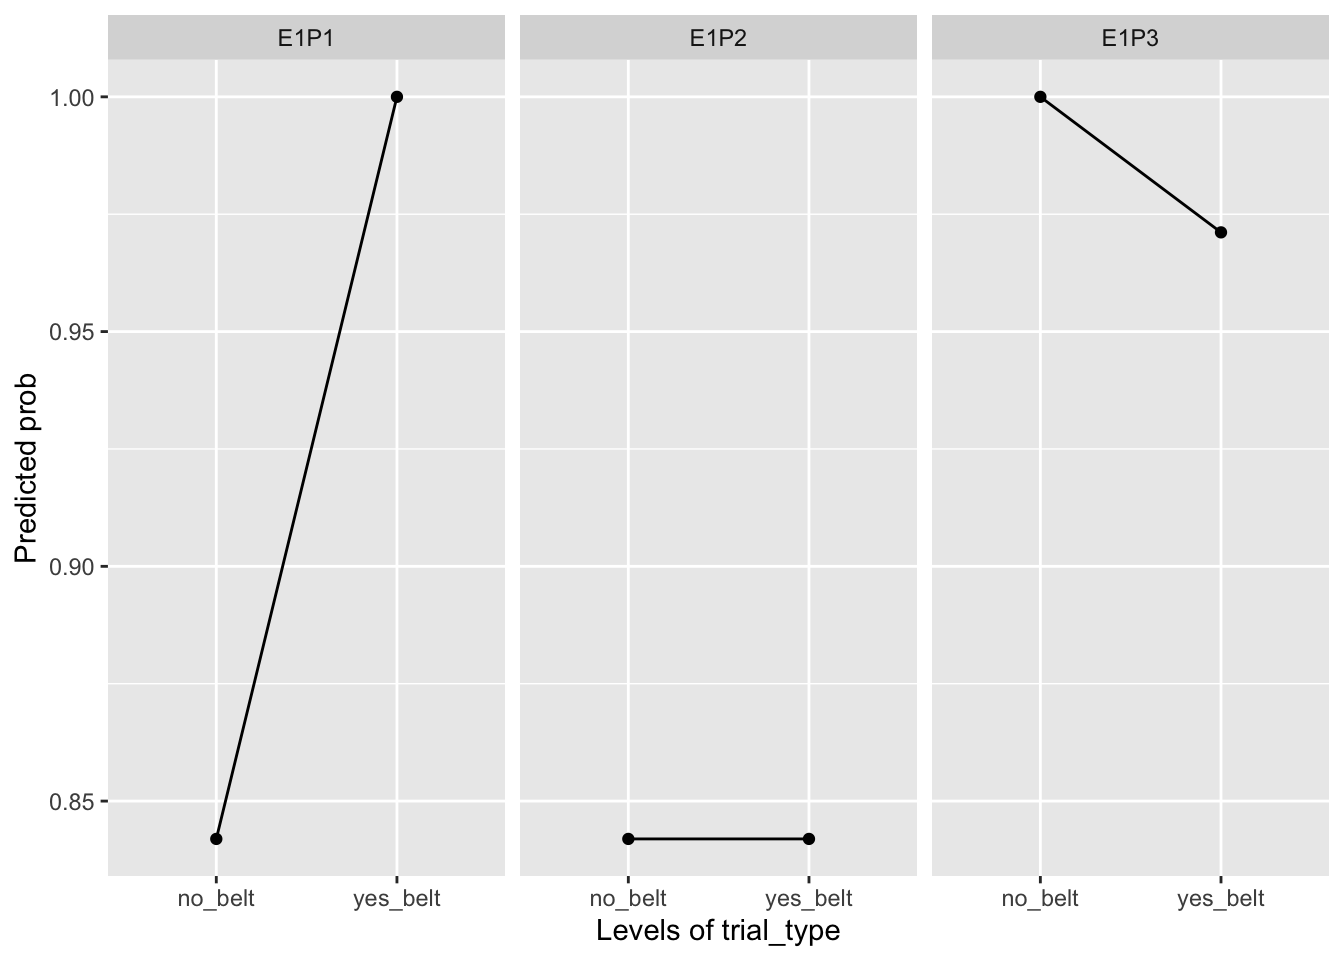 E1P1 E1P2 E1P3
1.00
0.95
0.90
0.85
Predicted prob
no_belt yes_belt no_belt yes_belt no_belt yes_belt
Levels of trial_type